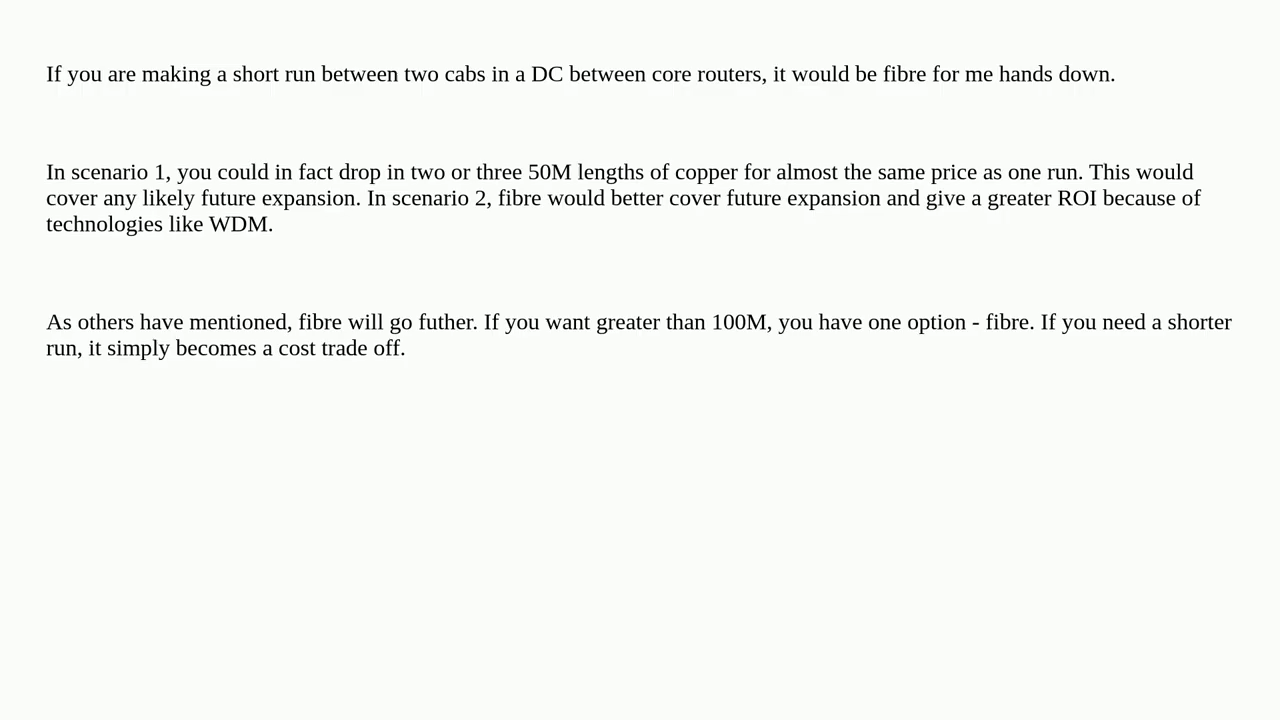 If you are making a short run between two cabs in a DC between core routers, it would be fibre for me hands down.
In scenario 1, you could in fact drop in two or three 50M lengths of copper for almost the same price as one run. This would
cover any likely future expansion. In scenario 2, fibre would better cover future expansion and give a greater ROI because of
technologies like WDM.
As others have mentioned, fibre will go futher. If you want greater than 100M, you have one option - fibre. If you need a shorter
run, it simply becomes a cost trade off.